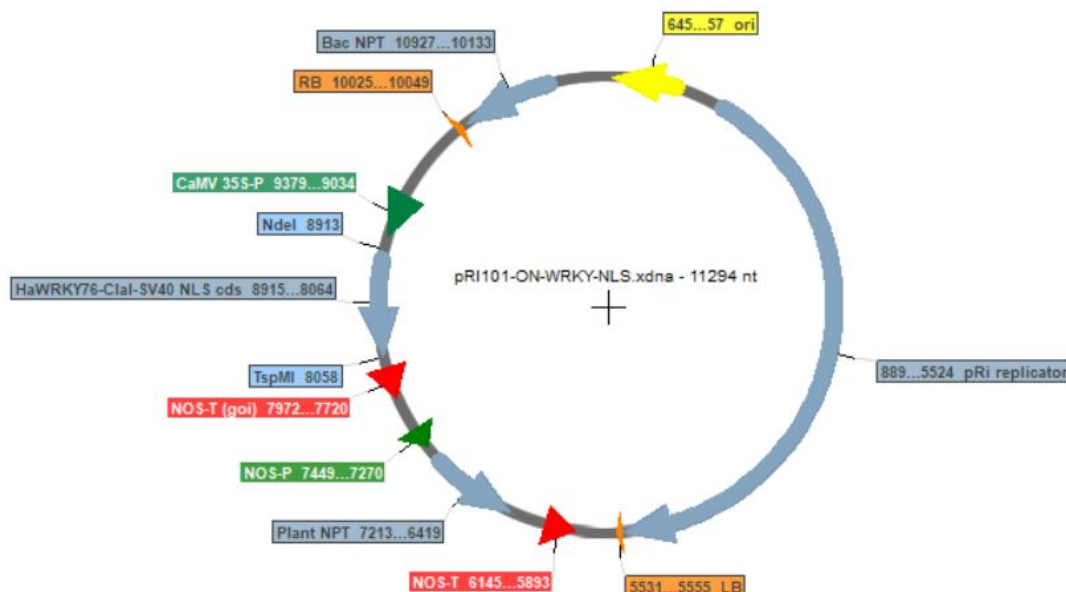 645...57 ori
Bac NPT 10927...10133
RB 10025...10049
CaMV 35S-P 9379...9034
NdeI 8913
pRI101-ON-WRKY-NLS.xdna - 11294 nt
HaWRKY76-ClaI-SV40 NLS cds 8915...8064
889...5524 pRi replicator
TspMI 8058
NOS-T (goi) 7972...7720
NOS-P 7449...7270
Plant NPT 7213...6419
NOS-T 6145...5893
5531...5555 LB